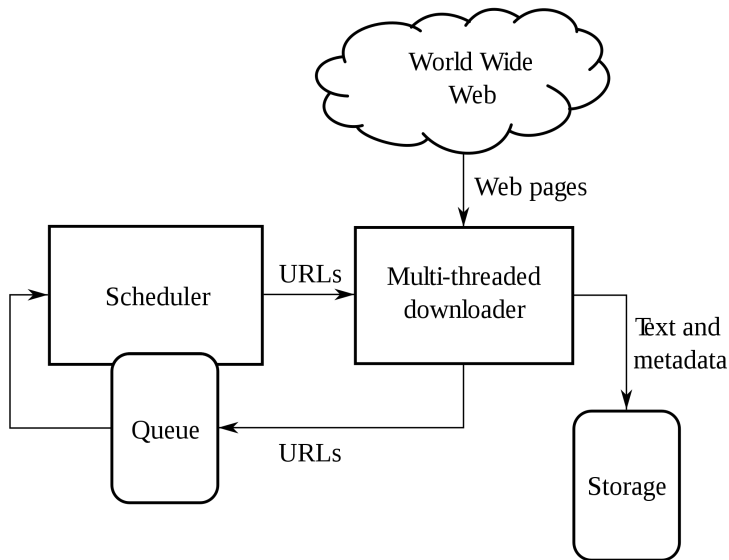 World Wide
Web
Web pages
Scheduler
URLs
Multi-threaded
downloader
Text and
metadata
Queue
URLs
Storage